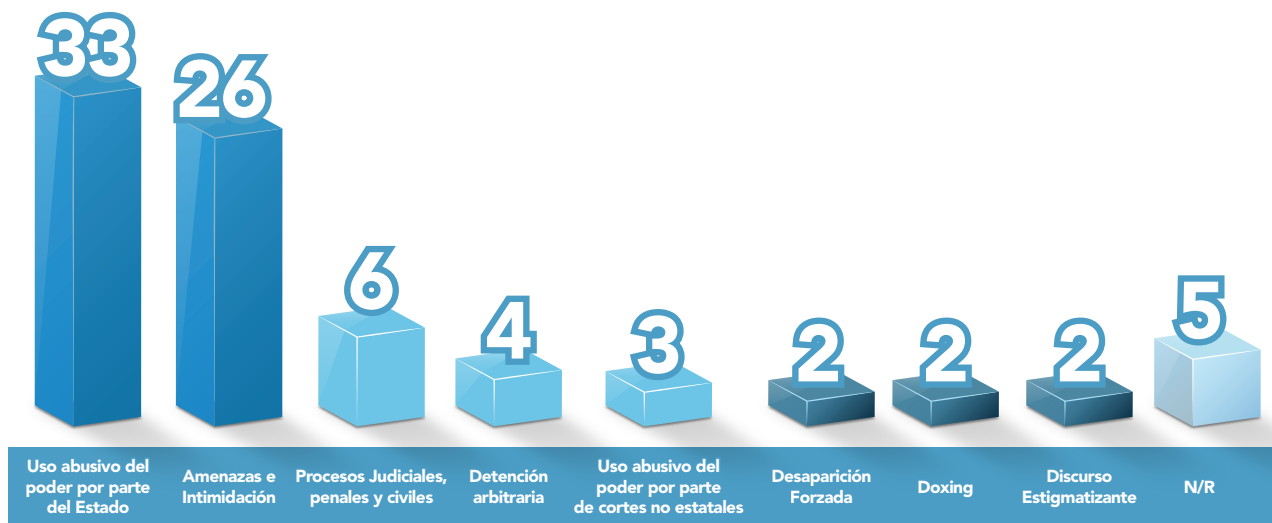 33
26
6
4
3
2
2
2
5
Uso abusivo del
poder por parte
del Estado
Amenazas e
Intimidación
Procesos Judiciales,
penales y civiles
Detención
arbitraria
Uso abusivo del
poder por parte
de cortes no estatales
Desaparición
Forzada
Doxing
Discurso
Estigmatizante
N/R